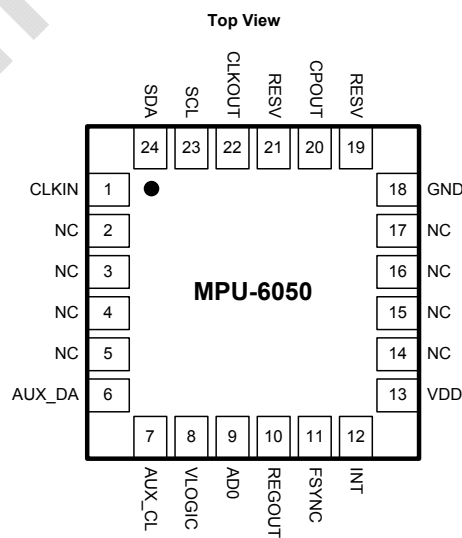 Top View
SDA
SCL
CLKOUT
RESV
CPOUT
RESV
24
23
22
21
20
19
CLKIN 1
18 GND
NC 2
17 NC
NC 3
16 NC
MPU-6050
NC 4
15 NC
NC 5
14 NC
AUX_DA 6
13 VDD
7
8
9
10
11
12
AUX_CL
VLOGIC
AD0
REGOUT
FSYNC
INT